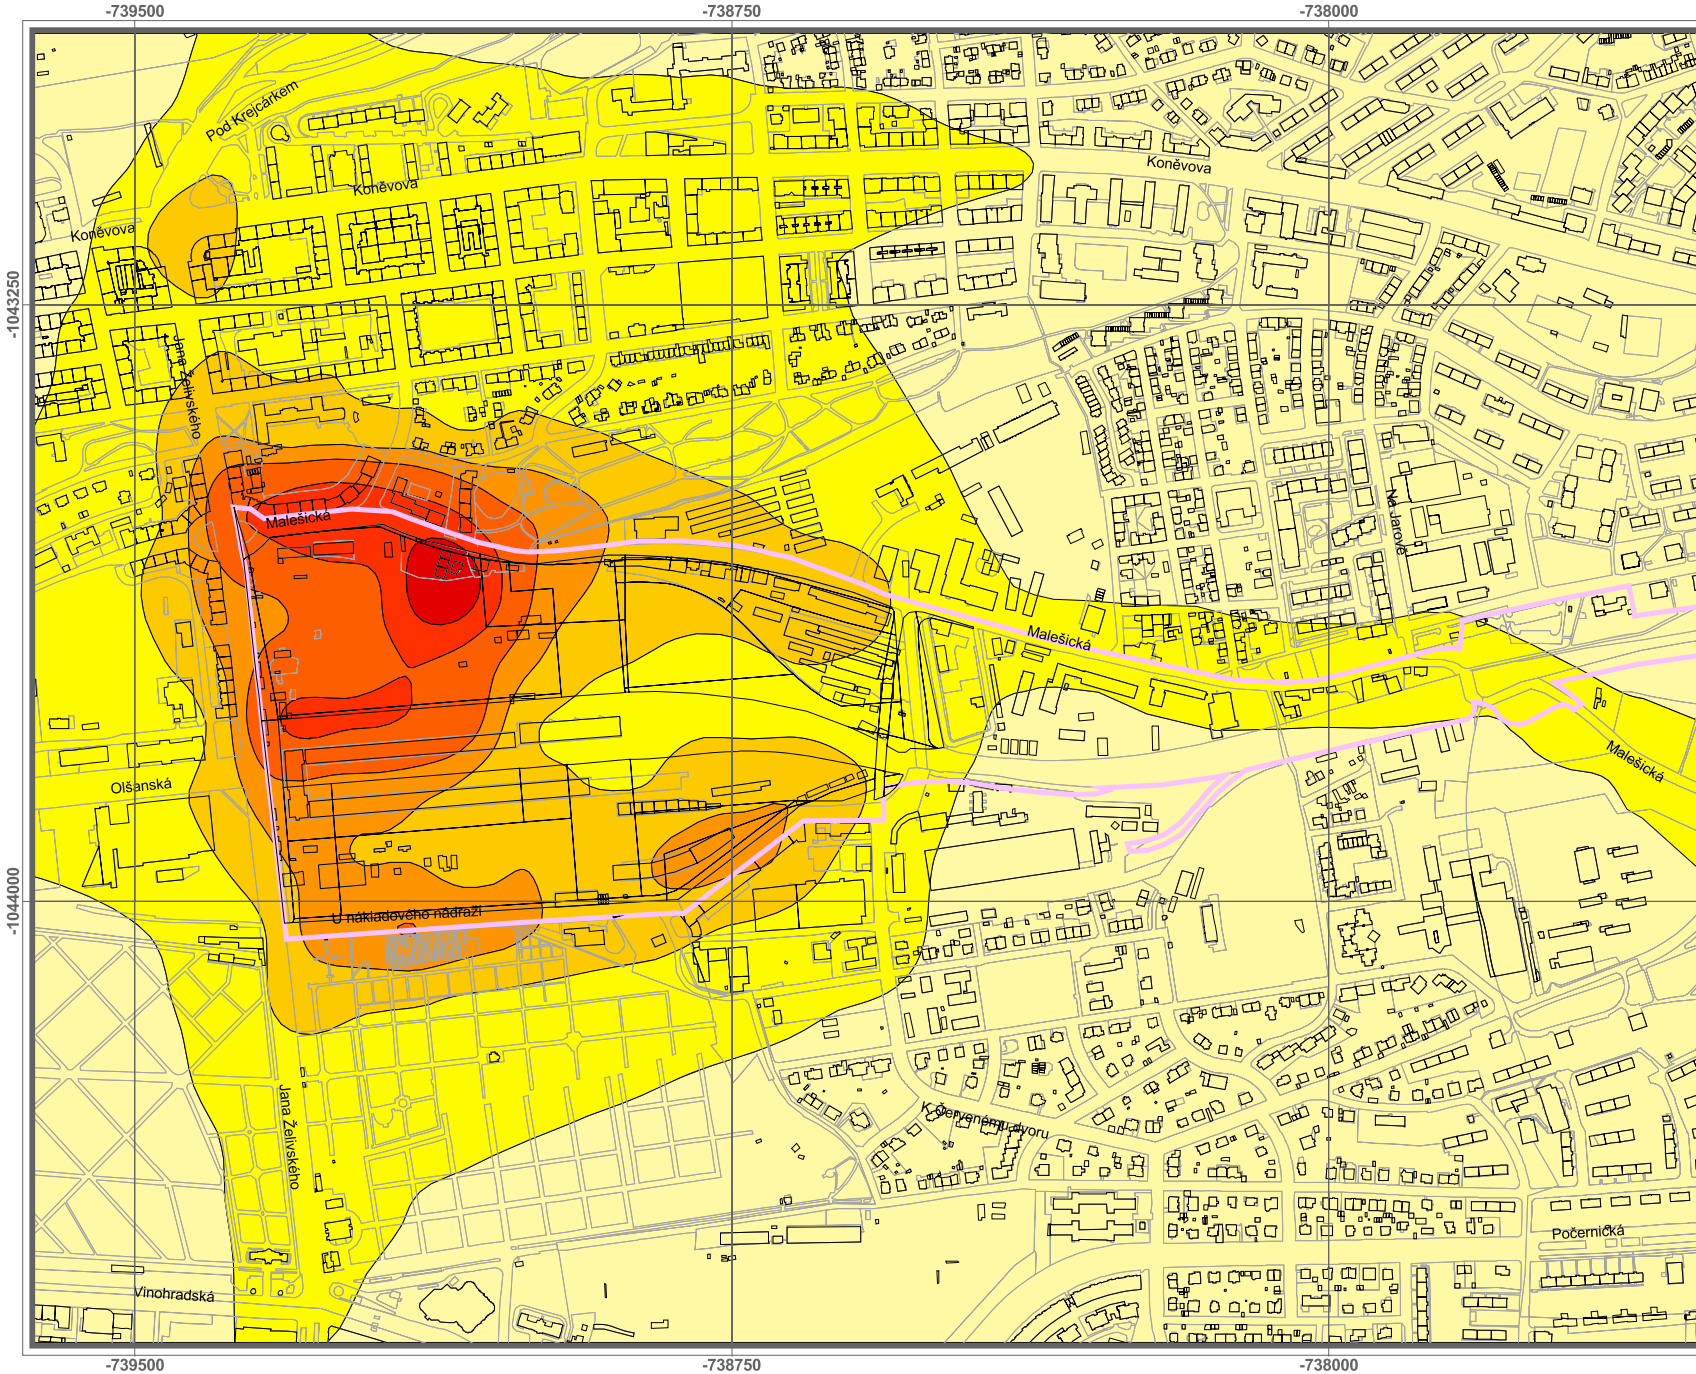 -739500 -738750 -738000
Pod Krejcárkem
Koněvova
Koněvova
Koněvova
-1043250
Jana Želivského
Malešická
Na Jarově
Malešická
Malešická
Olšanská
-1044000
U nákladového nádraží
K Červenému dvoru
Jana Želivského
Počernická
Vinohradská
-739500 -738750 -738000